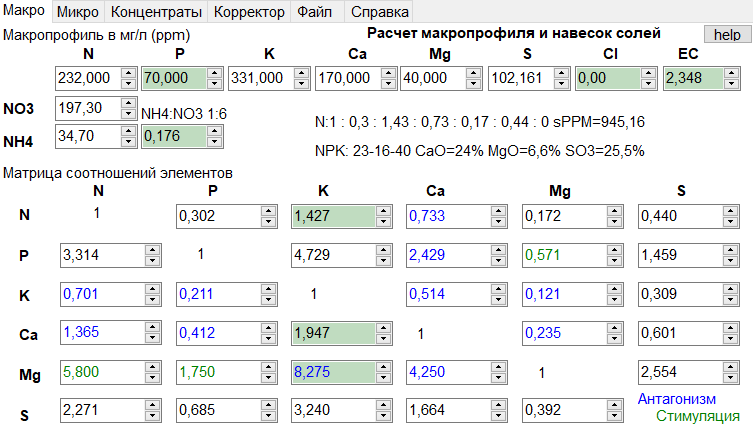 Макро Микро Концентраты Корректор Файл Справка
Макропрофиль в мг/л (ppm) Расчет макропрофиля и навесок солей help
N P K Ca Mg S Cl EC
232,000 70,000 331,000 170,000 40,000 102,161 0,00 2,348
NO3 197,30 NH4:NO3 1:6
NH4 34,70 0,176
N:1 : 0,3 : 1,43 : 0,73 : 0,17 : 0,44 : 0 sPPM=945,16
NPK: 23-16-40 CaO=24% MgO=6,6% SO3=25,5%
Матрица соотношений элементов
N P K Ca Mg S
N 1 0,302 1,427 0,733 0,172 0,440
P 3,314 1 4,729 2,429 0,571 1,459
K 0,701 0,211 1 0,514 0,121 0,309
Ca 1,365 0,412 1,947 1 0,235 0,601
Mg 5,800 1,750 8,275 4,250 1 2,554
S 2,271 0,685 3,240 1,664 0,392
Антагонизм
Стимуляция